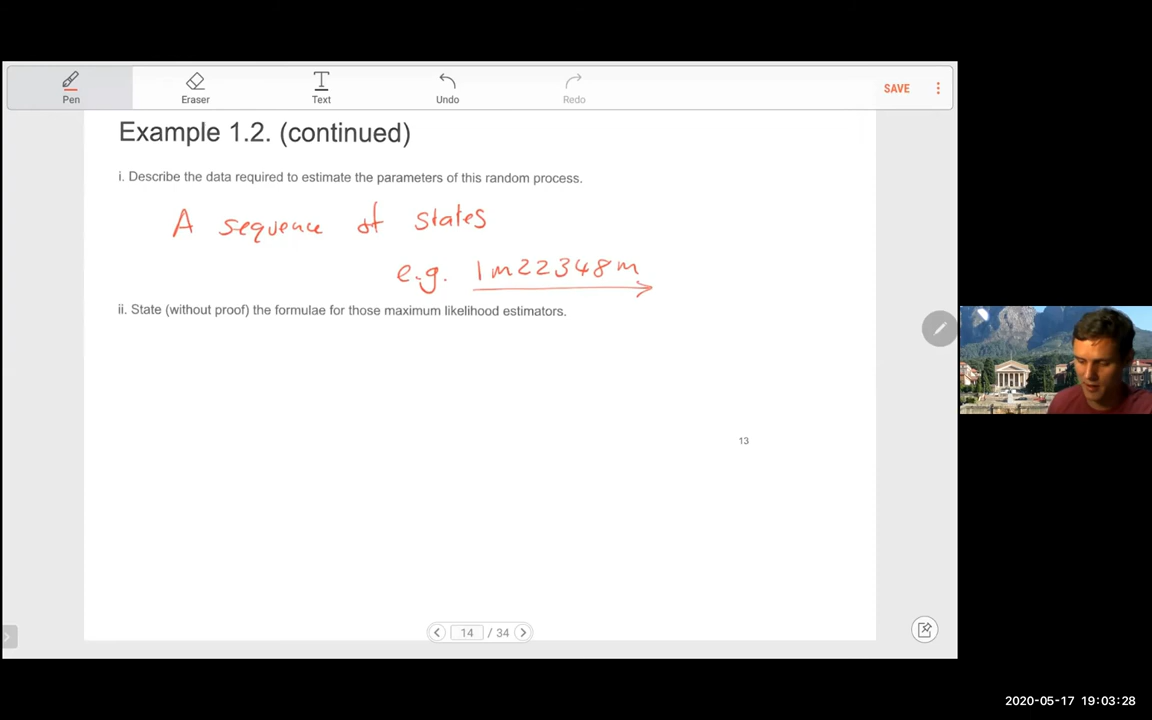 Pen
Eraser
Text
Undo
Redo
SAVE
Example 1.2. (continued)
i. Describe the data required to estimate the parameters of this random process.
A sequence of states
e.g. 1m22348m
ii. State (without proof) the formulae for those maximum likelihood estimators.
13
14 / 34
2020-05-17 19:03:28